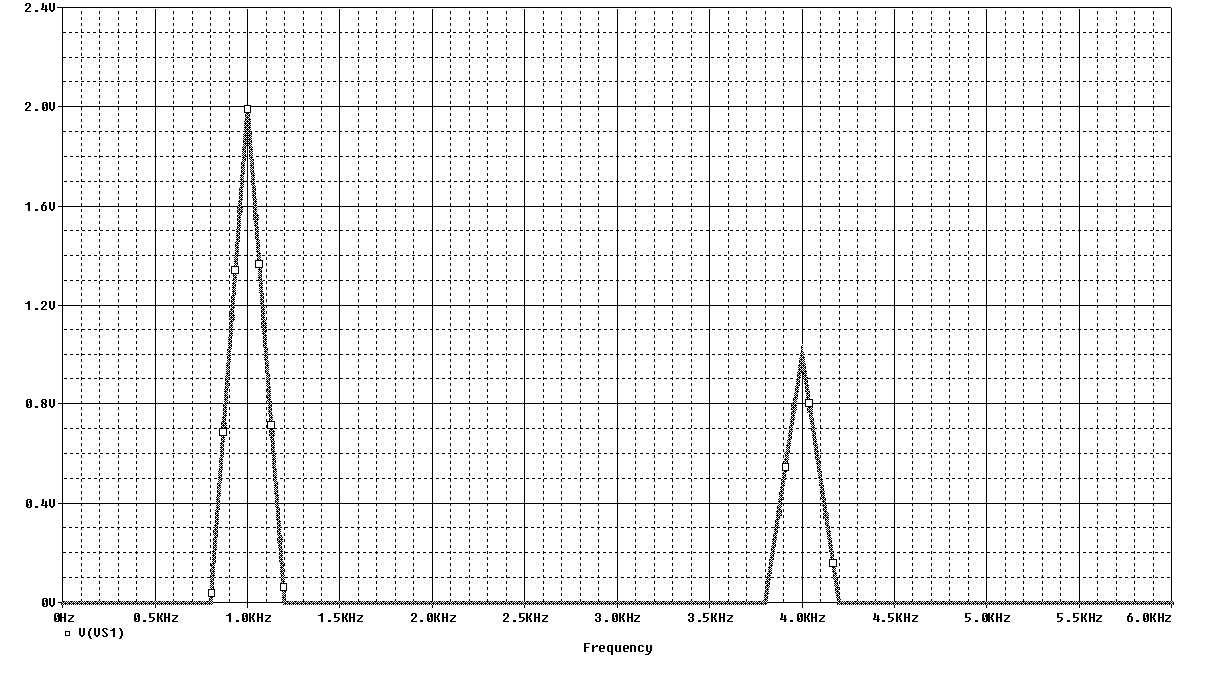 2.4V
2.0V
1.6V
1.2V
0.8V
0.4V
0V
0Hz 0.5KHz 1.0KHz 1.5KHz 2.0KHz 2.5KHz 3.0KHz 3.5KHz 4.0KHz 4.5KHz 5.0KHz 5.5KHz 6.0KHz
V(VS1)
Frequency